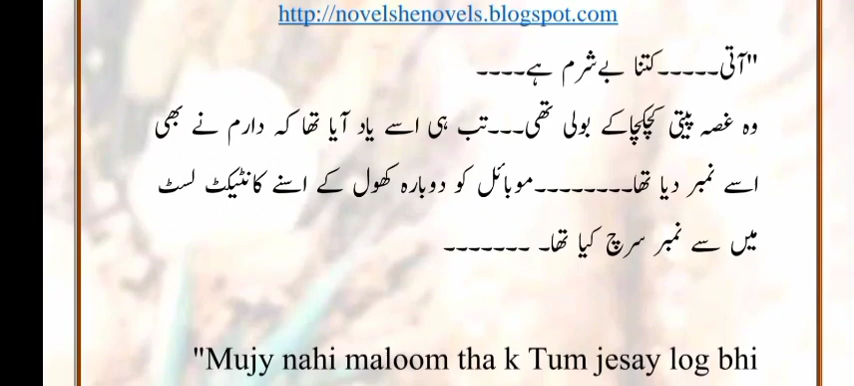 http://novelshenovels.blogspot.com
"آتی-----کتنا بے شرم ہے----
وہ غصہ پیتی کچکچاکے بولی تھی---تب ہی اسے یاد آیا تھا کہ دارم نے بھی
اسے نمبر دیا تھا--------موبائل کو دوبارہ کھول کے اسنے کانٹیکٹ لسٹ
میں سے نمبر سرچ کیا تھا۔ -------
"Mujy nahi maloom tha k Tum jesay log bhi